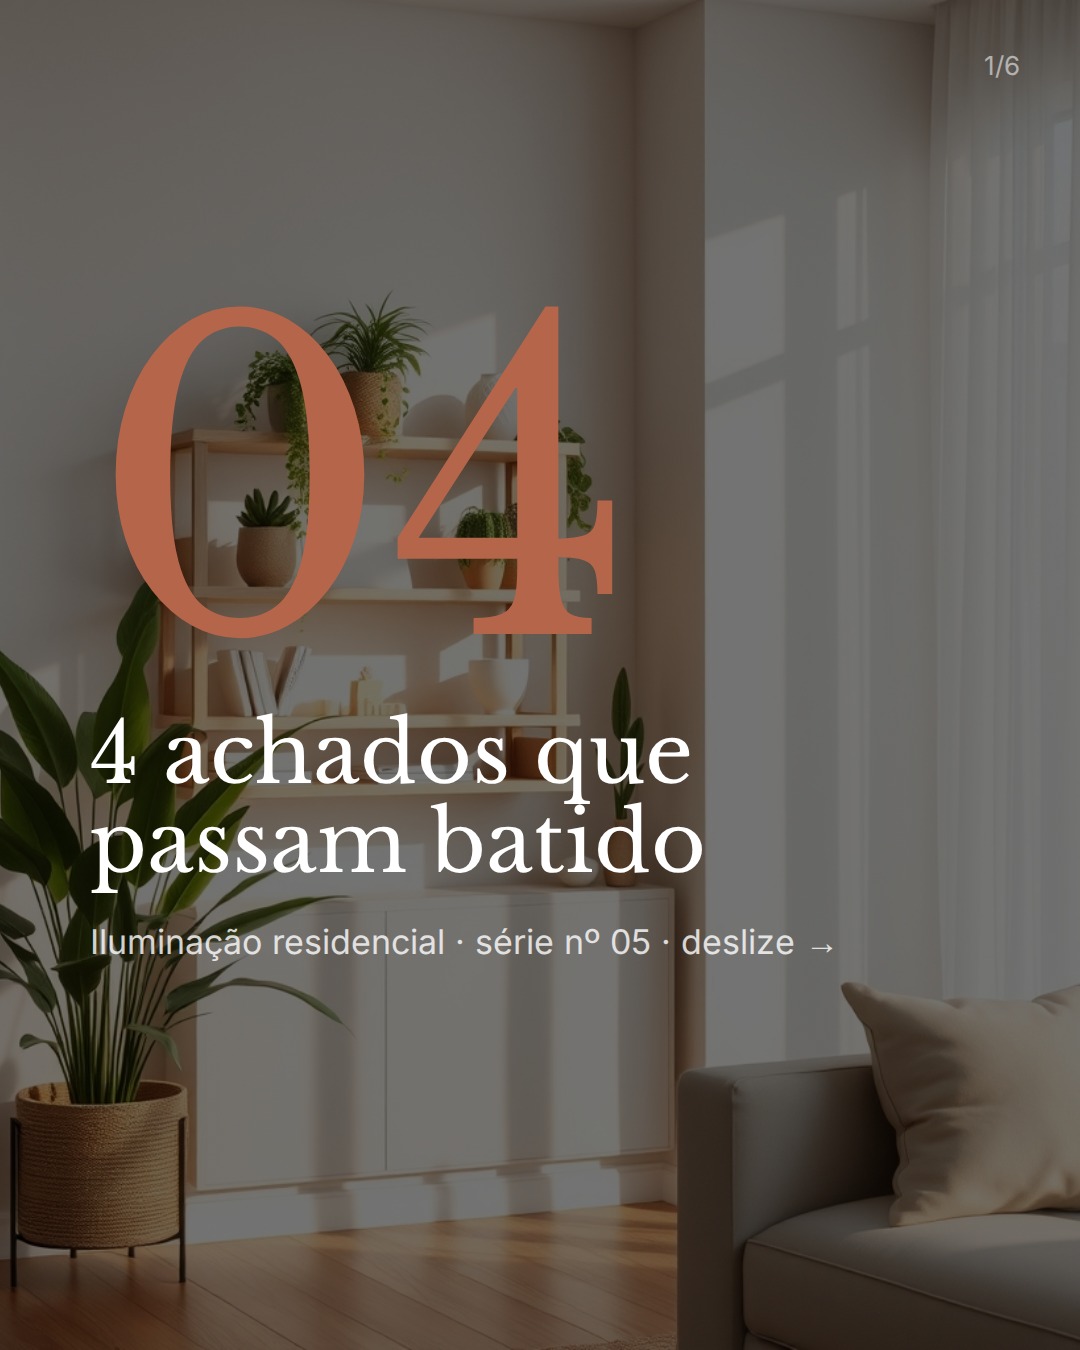 1/6
04
4 achados que
passam batido
Iluminação residencial · série nº 05 · deslize →